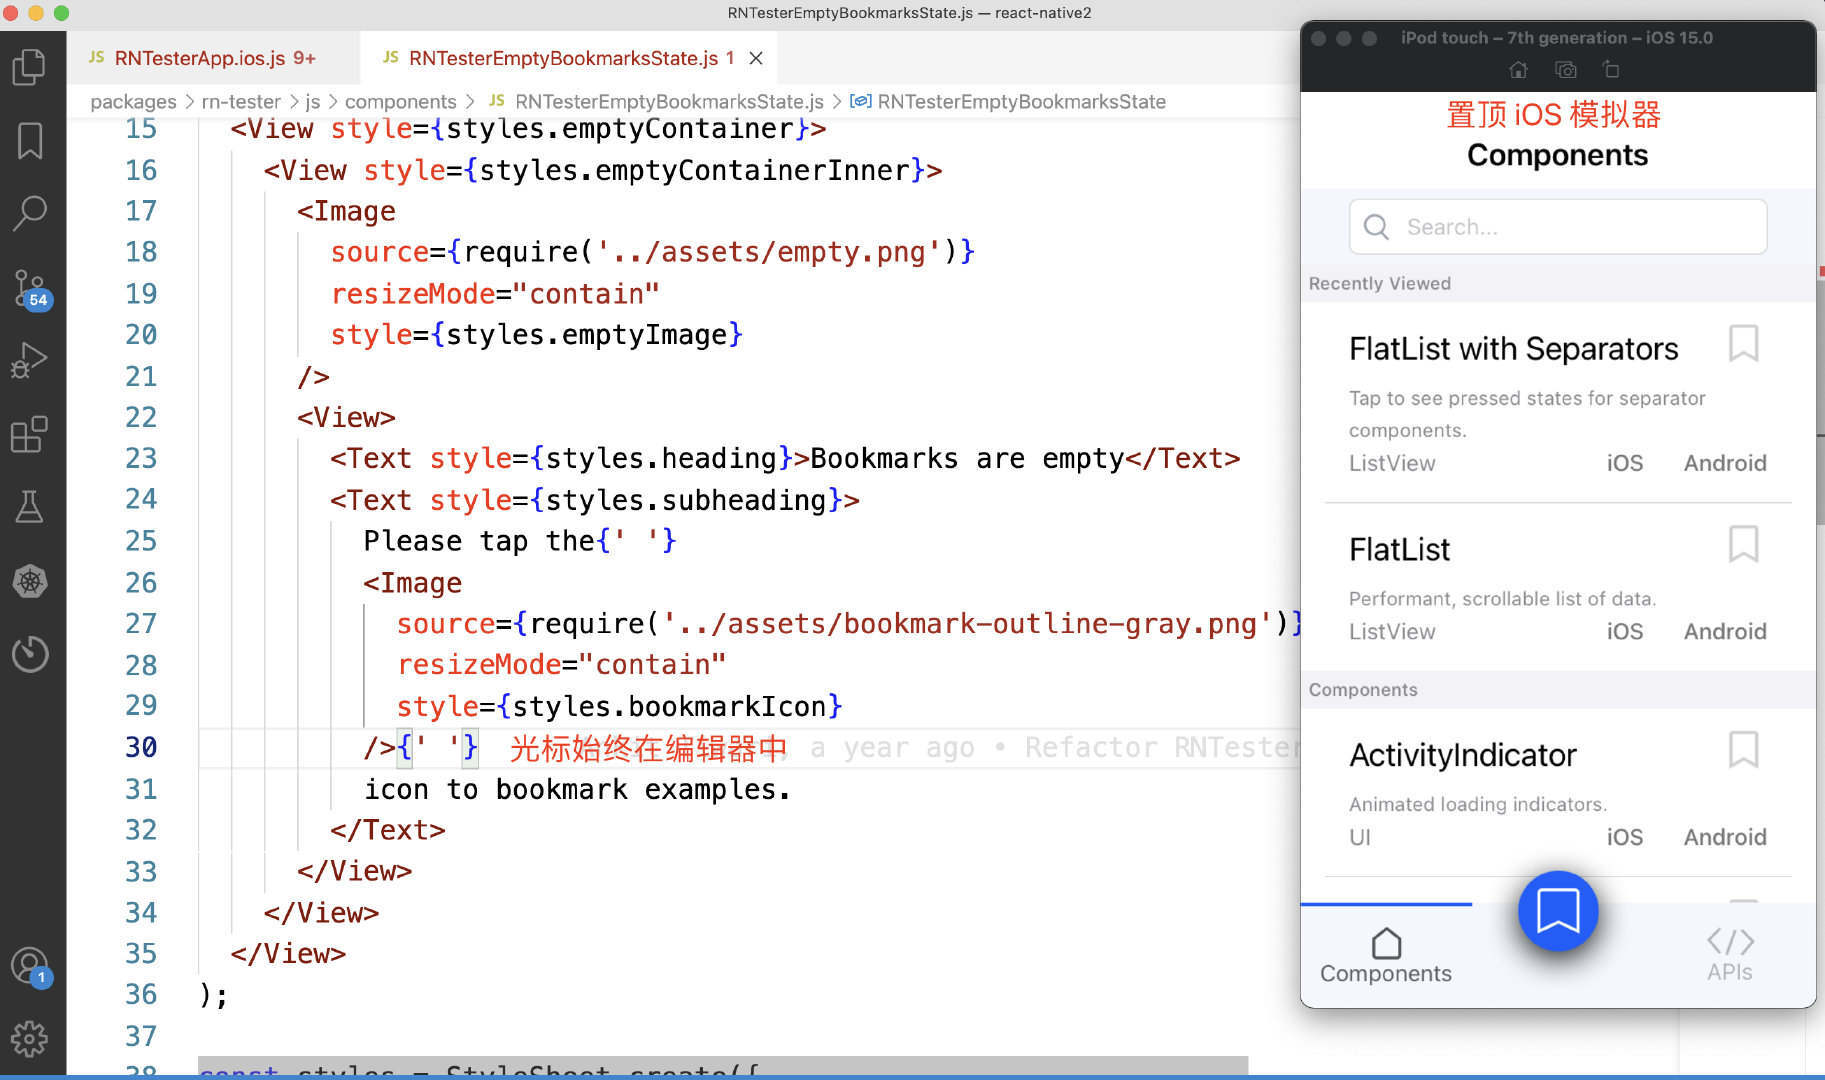 RNTesterEmptyBookmarksState.js — react-native2
JS RNTesterApp.ios.js 9+
JS RNTesterEmptyBookmarksState.js 1
packages > rn-tester > js > components > JS RNTesterEmptyBookmarksState.js > RNTesterEmptyBookmarksState
15 <View style={styles.emptyContainer}>
16 <View style={styles.emptyContainerInner}>
17 <Image
18 source={require('../assets/empty.png')}
19 resizeMode="contain"
20 style={styles.emptyImage}
21 />
22 <View>
23 <Text style={styles.heading}>Bookmarks are empty</Text>
24 <Text style={styles.subheading}>
25 Please tap the{' '}
26 <Image
27 source={require('../assets/bookmark-outline-gray.png')}
28 resizeMode="contain"
29 style={styles.bookmarkIcon}
30 />{' '} 光标始终在编辑器中 a year ago • Refactor RNTester
31 icon to bookmark examples.
32 </Text>
33 </View>
34 </View>
35 </View>
36 );
37
38 const styles = StyleSheet.create({
54
1
iPod touch – 7th generation – iOS 15.0
置顶 iOS 模拟器
Components
Search...
Recently Viewed
FlatList with Separators
Tap to see pressed states for separator
components.
ListView iOS Android
FlatList
Performant, scrollable list of data.
ListView iOS Android
Components
ActivityIndicator
Animated loading indicators.
UI iOS Android
Components
APIs